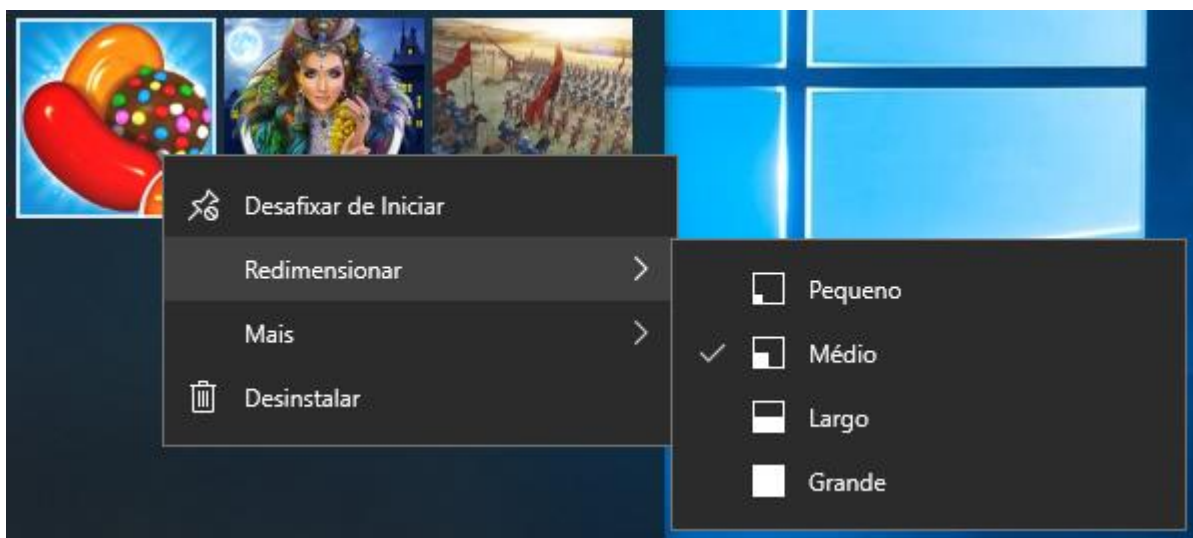 Desafixar de Iniciar
Redimensionar
Mais
Desinstalar
Pequeno
Médio
Largo
Grande